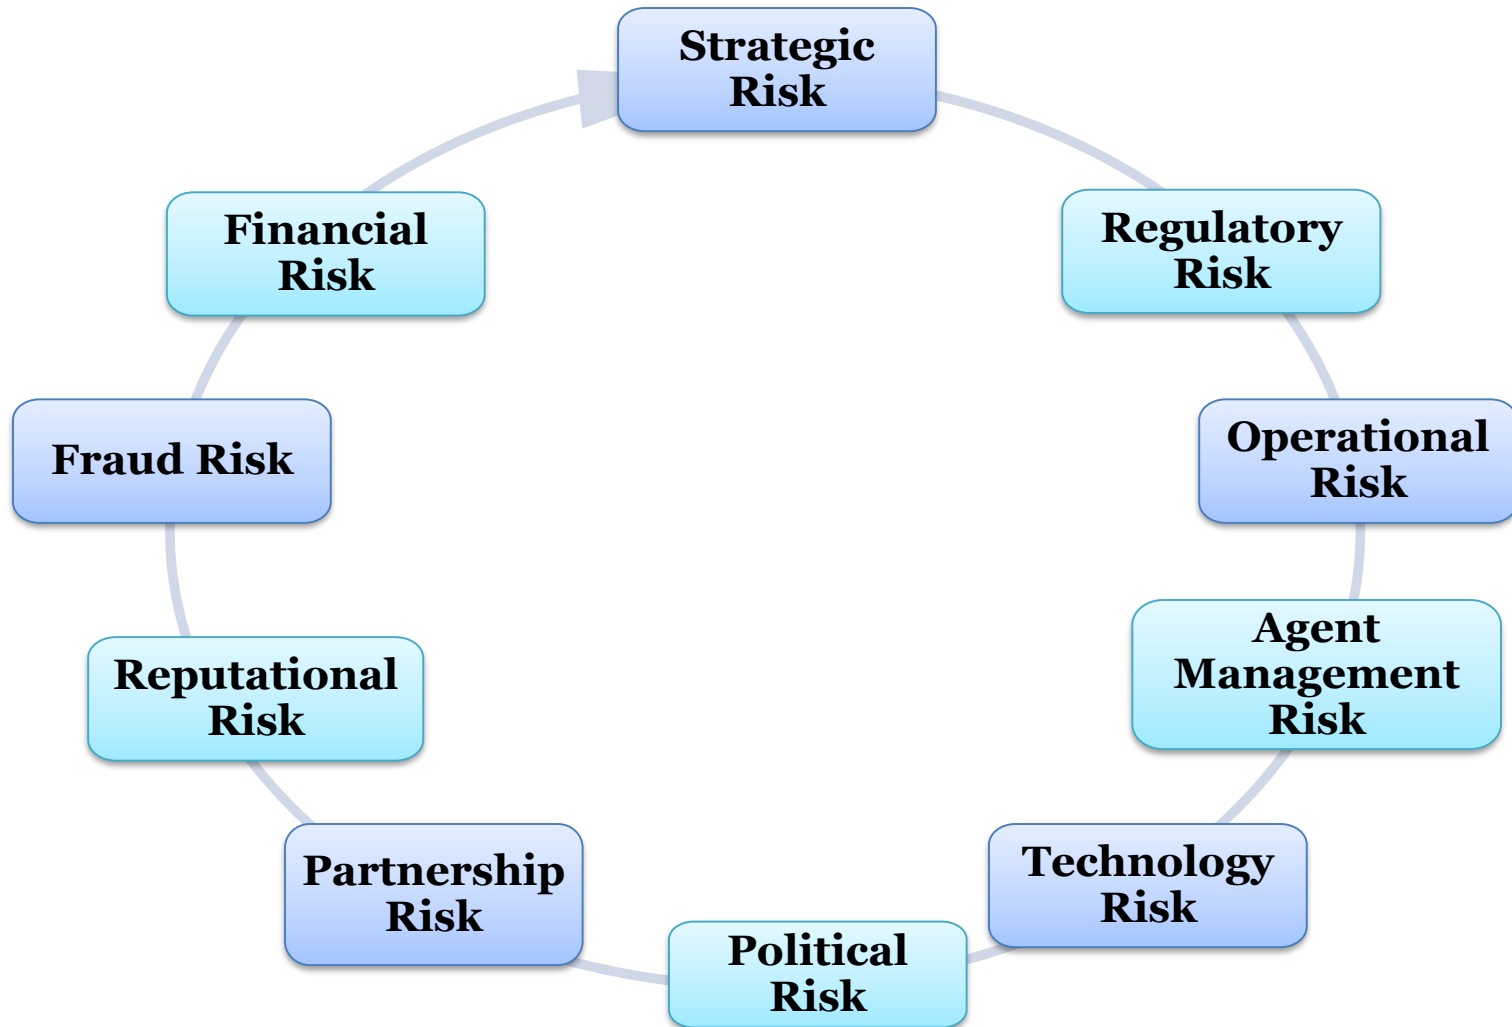 Strategic
Risk
Regulatory
Risk
Operational
Risk
Agent
Management
Risk
Technology
Risk
Political
Risk
Partnership
Risk
Reputational
Risk
Fraud Risk
Financial
Risk